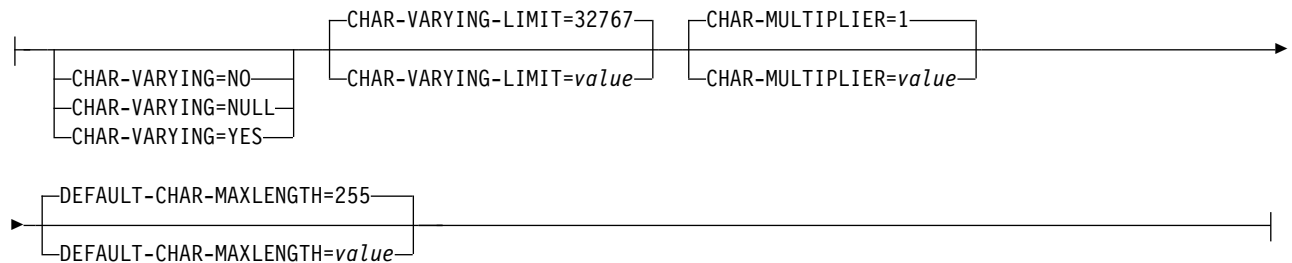 CHAR-VARYING-LIMIT=32767 CHAR-MULTIPLIER=1
CHAR-VARYING=NO CHAR-VARYING-LIMIT=value CHAR-MULTIPLIER=value
CHAR-VARYING=NULL
CHAR-VARYING=YES
DEFAULT-CHAR-MAXLENGTH=255
DEFAULT-CHAR-MAXLENGTH=value